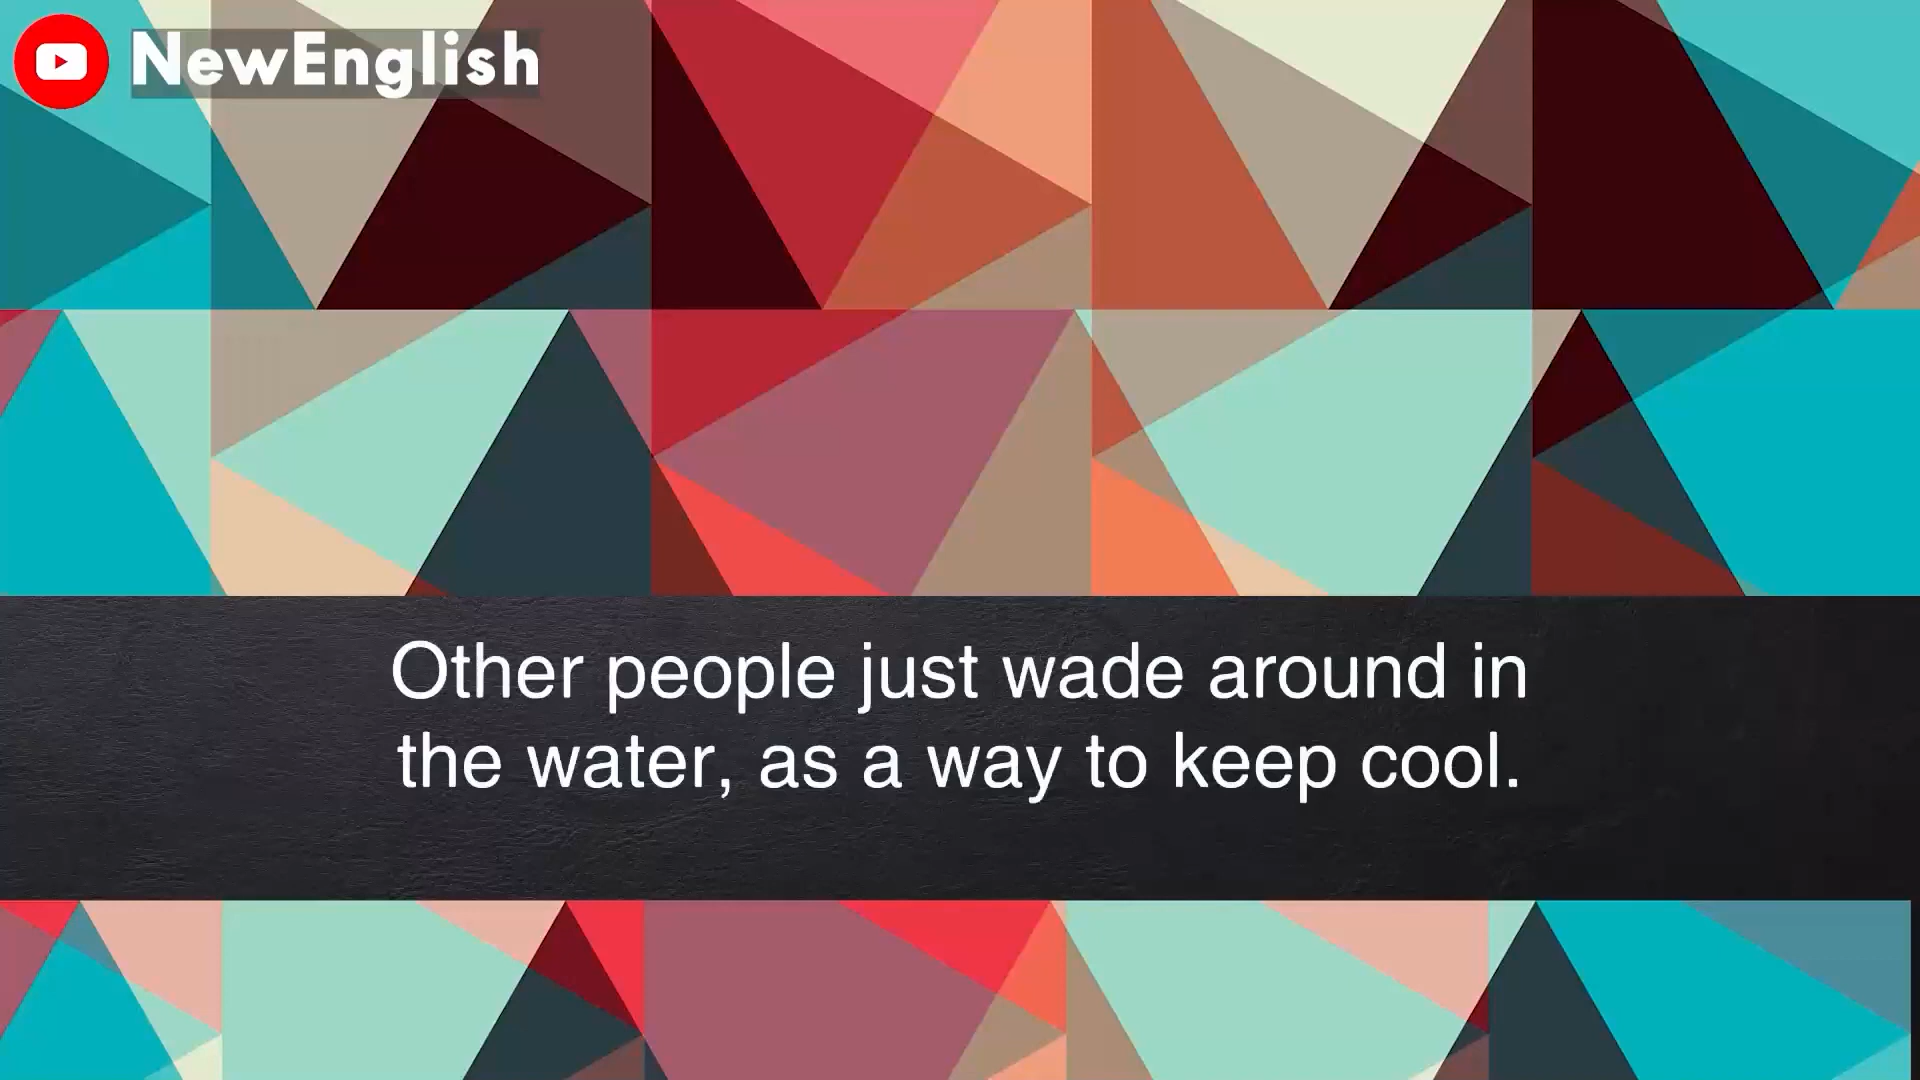 NewEnglish
Other people just wade around in
the water, as a way to keep cool.